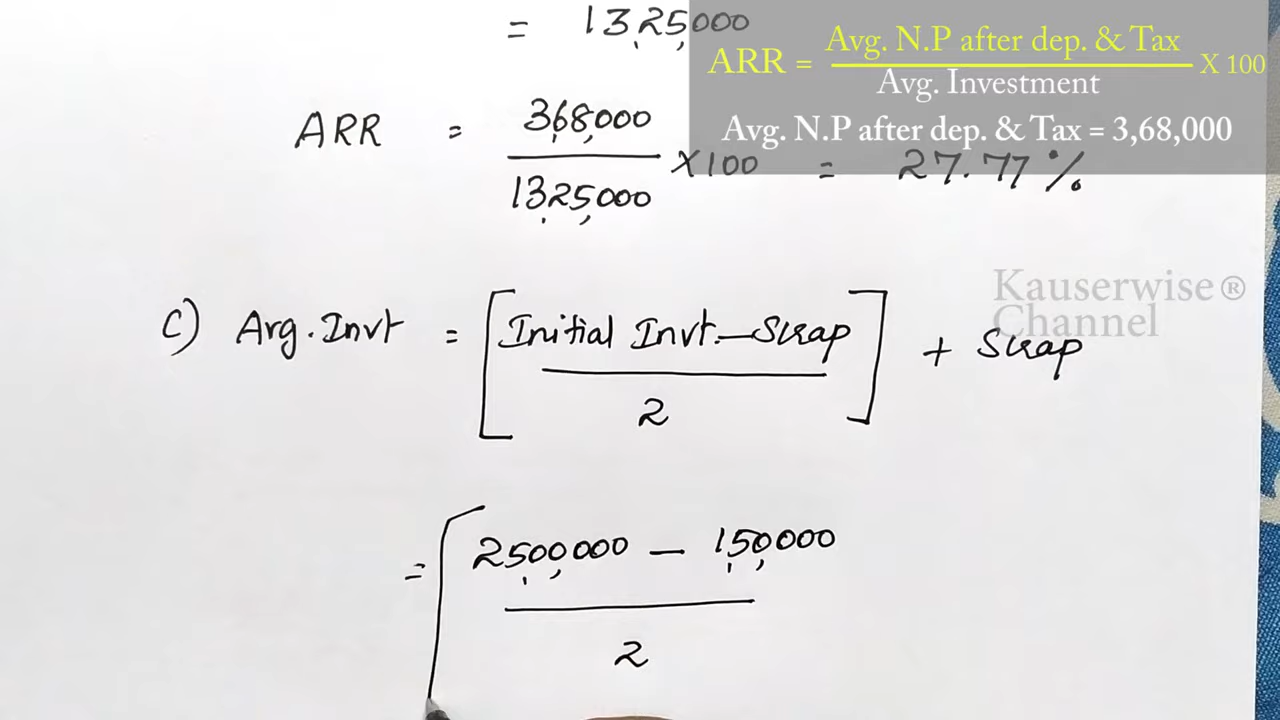 = 13,25,000
ARR = Avg. N.P after dep. & Tax / Avg. Investment X 100
Avg. N.P after dep. & Tax = 3,68,000
ARR = 3,68,000 / 13,25,000 X 100 = 27.77 %
Kauserwise®
Channel
C) Avg. Invt = [Initial Invt. – Scrap / 2] + Scrap
= [25,00,000 – 1,50,000 / 2